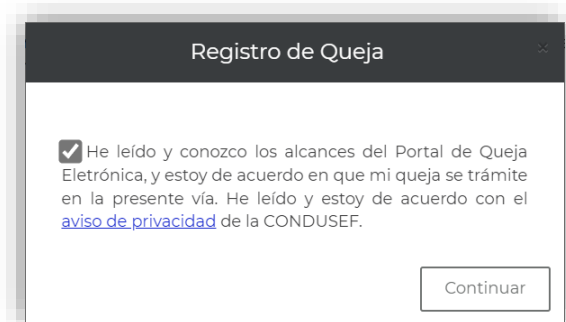 Registro de Queja ×
He leído y conozco los alcances del Portal de Queja
Eletrónica, y estoy de acuerdo en que mi queja se trámite
en la presente vía. He leído y estoy de acuerdo con el
aviso de privacidad de la CONDUSEF.
Continuar